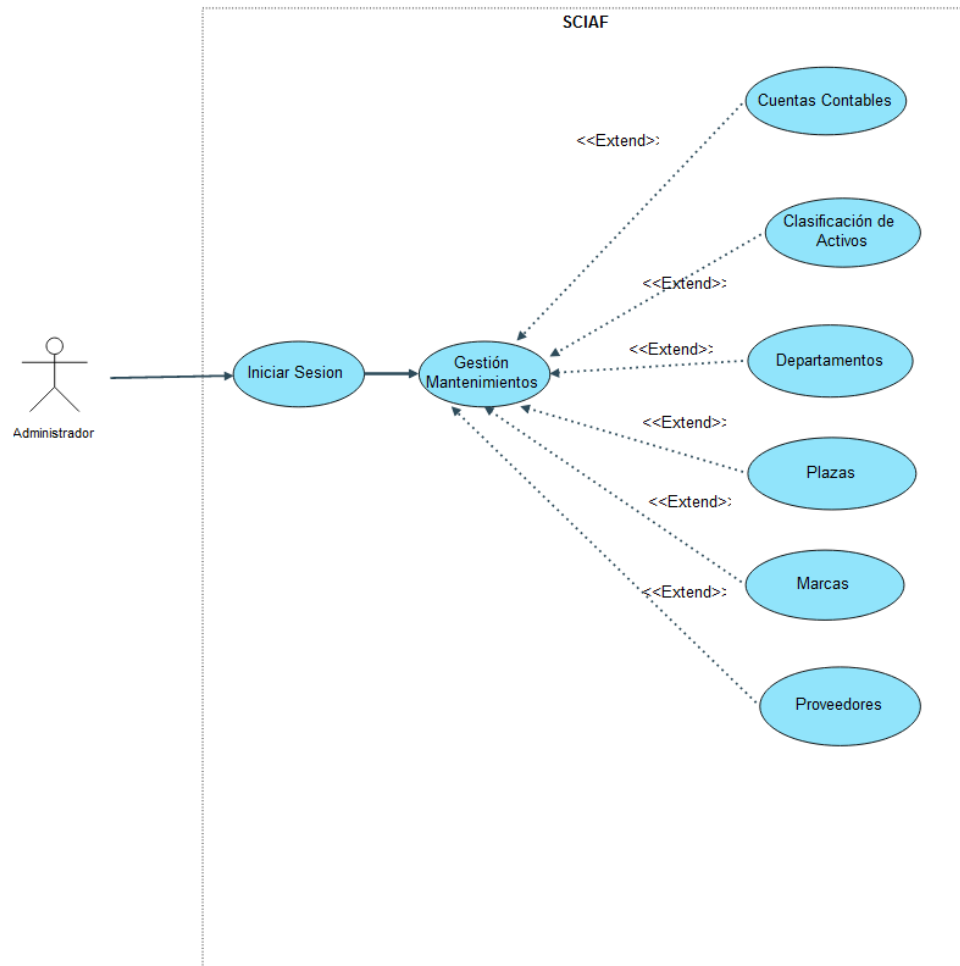 SCIAF
Cuentas Contables
<<Extend>>
Clasificación de
Activos
<<Extend>>
Administrador
Iniciar Sesion
Gestión
Mantenimientos
<<Extend>>
Departamentos
<<Extend>>
Plazas
<<Extend>>
Marcas
<<Extend>>
Proveedores